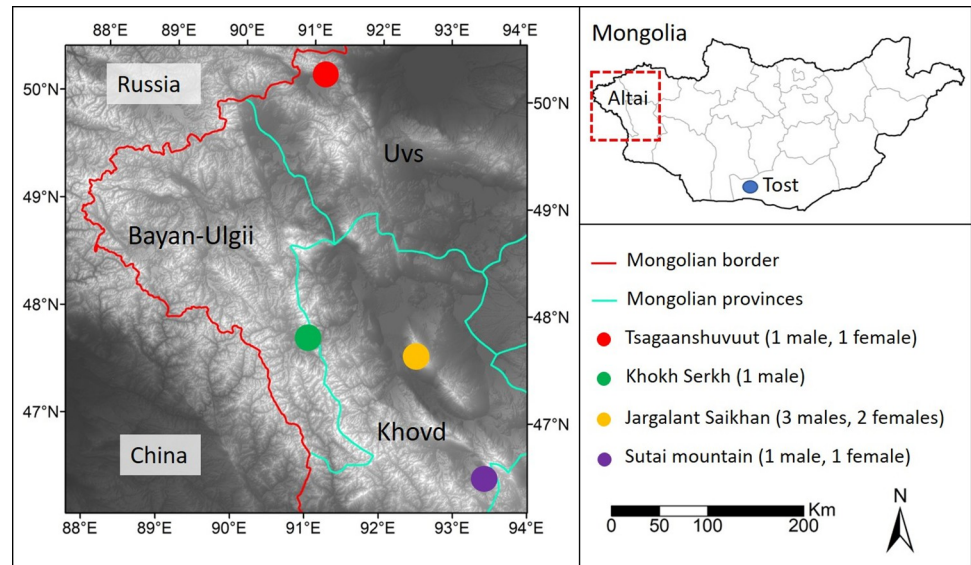 88°E 89°E 90°E 91°E 92°E 93°E 94°E
50°N
49°N
48°N
47°N
Russia
Uvs
Bayan-Ulgii
Khovd
China
50°N
49°N
48°N
47°N
88°E 89°E 90°E 91°E 92°E 93°E 94°E
Mongolia
Altai
Tost
Mongolian border
Mongolian provinces
Tsagaanshuvuut (1 male, 1 female)
Khokh Serkh (1 male)
Jargalant Saikhan (3 males, 2 females)
Sutai mountain (1 male, 1 female)
Km
0 50 100 200
N